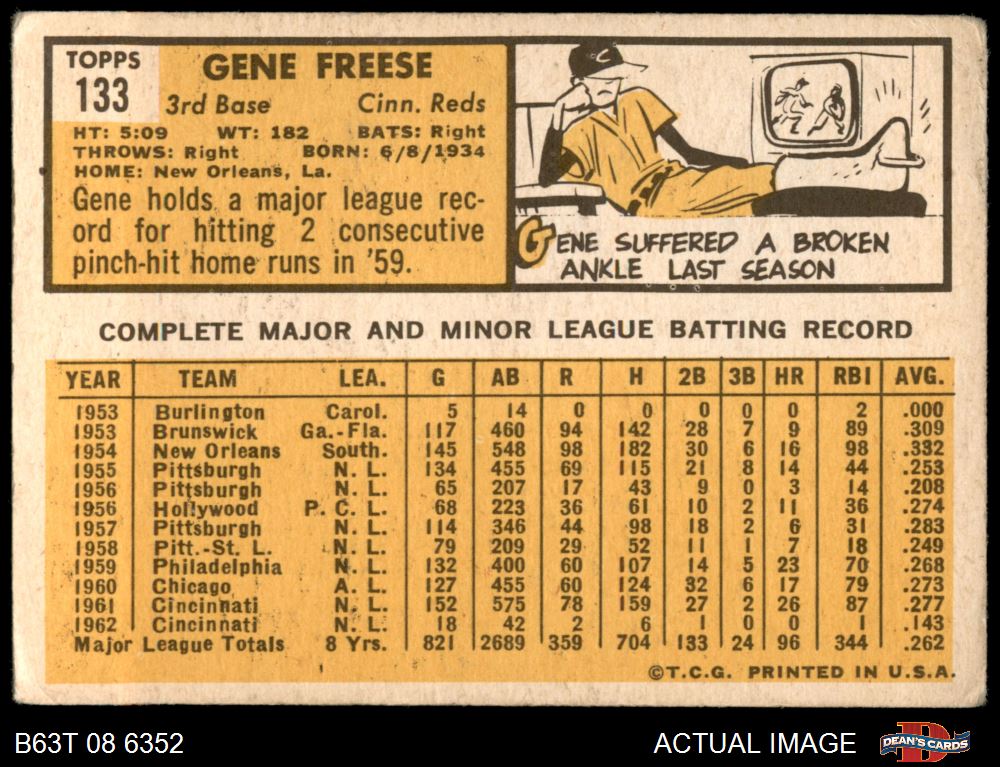 TOPPS
133
GENE FREESE
3rd Base Cinn. Reds
HT: 5:09 WT: 182 BATS: Right
THROWS: Right BORN: 6/8/1934
HOME: New Orleans, La.
Gene holds a major league rec-
ord for hitting 2 consecutive
pinch-hit home runs in '59.
C
GENE SUFFERED A BROKEN
ANKLE LAST SEASON
COMPLETE MAJOR AND MINOR LEAGUE BATTING RECORD
YEAR TEAM LEA. G AB R H 2B 3B HR RBI AVG.
1953 Burlington Carol. 5 14 0 0 0 0 0 2 .000
1953 Brunswick Ga.-Fla. 117 460 94 142 28 7 9 89 .309
1954 New Orleans South. 145 548 98 182 30 6 16 98 .332
1955 Pittsburgh N. L. 134 455 69 115 21 8 14 44 .253
1956 Pittsburgh N. L. 65 207 17 43 9 0 3 14 .208
1956 Hollywood P. C. L. 68 223 36 61 10 2 11 36 .274
1957 Pittsburgh N. L. 114 346 44 98 18 2 6 31 .283
1958 Pitt.-St. L. N. L. 79 209 29 52 11 1 7 18 .249
1959 Philadelphia N. L. 132 400 60 107 14 5 23 70 .268
1960 Chicago A. L. 127 455 60 124 32 6 17 79 .273
1961 Cincinnati N. L. 152 575 78 159 27 2 26 87 .277
1962 Cincinnati N. L. 18 42 2 6 1 0 0 1 .143
Major League Totals 8 Yrs. 821 2689 359 704 133 24 96 344 .262
©T.C.G. PRINTED IN U.S.A.
B63T 08 6352 ACTUAL IMAGE
D
DEAN'S CARDS